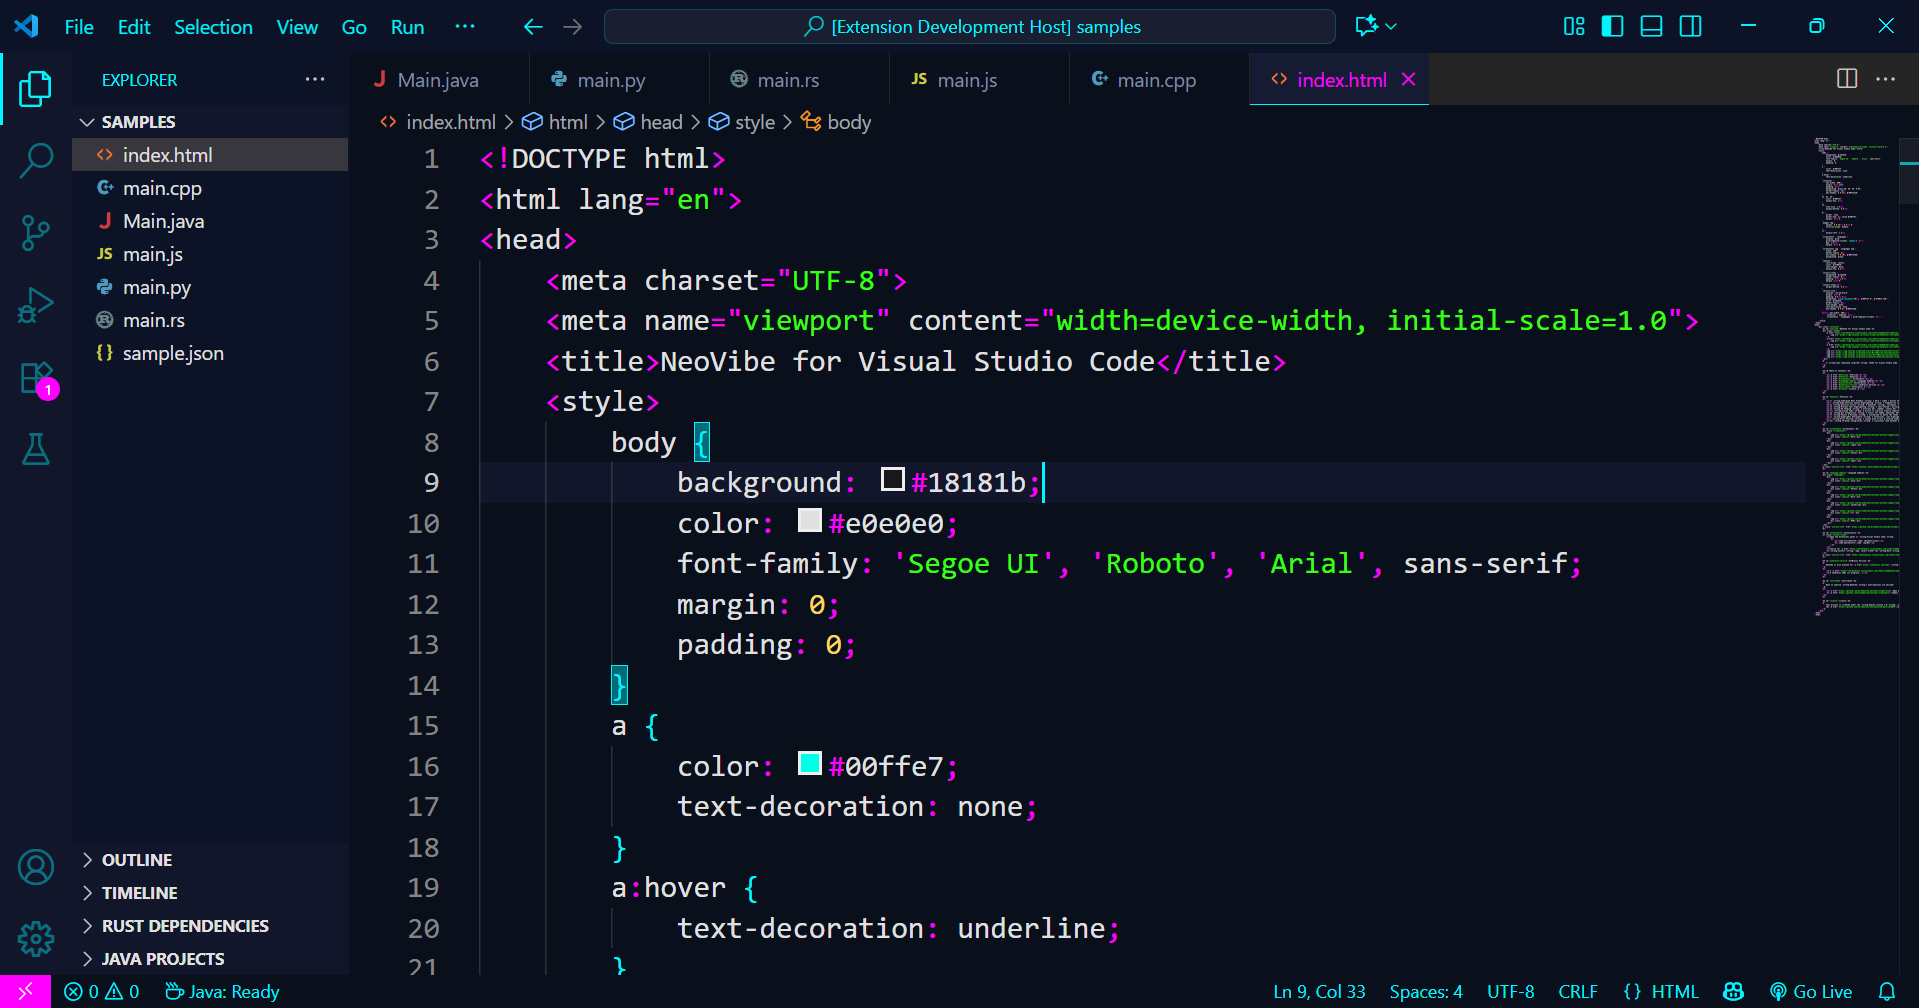 File Edit Selection View Go Run ··· [Extension Development Host] samples
EXPLORER ···
SAMPLES
index.html
main.cpp
Main.java
JS main.js
main.py
main.rs
{} sample.json
OUTLINE
TIMELINE
RUST DEPENDENCIES
JAVA PROJECTS
1
J Main.java main.py main.rs JS main.js main.cpp index.html
index.html > html > head > style > body
1 <!DOCTYPE html>
2 <html lang="en">
3 <head>
4 <meta charset="UTF-8">
5 <meta name="viewport" content="width=device-width, initial-scale=1.0">
6 <title>NeoVibe for Visual Studio Code</title>
7 <style>
8 body {
9 background: #18181b;
10 color: #e0e0e0;
11 font-family: 'Segoe UI', 'Roboto', 'Arial', sans-serif;
12 margin: 0;
13 padding: 0;
14 }
15 a {
16 color: #00ffe7;
17 text-decoration: none;
18 }
19 a:hover {
20 text-decoration: underline;
21 }
0 0 Java: Ready Ln 9, Col 33 Spaces: 4 UTF-8 CRLF {} HTML Go Live